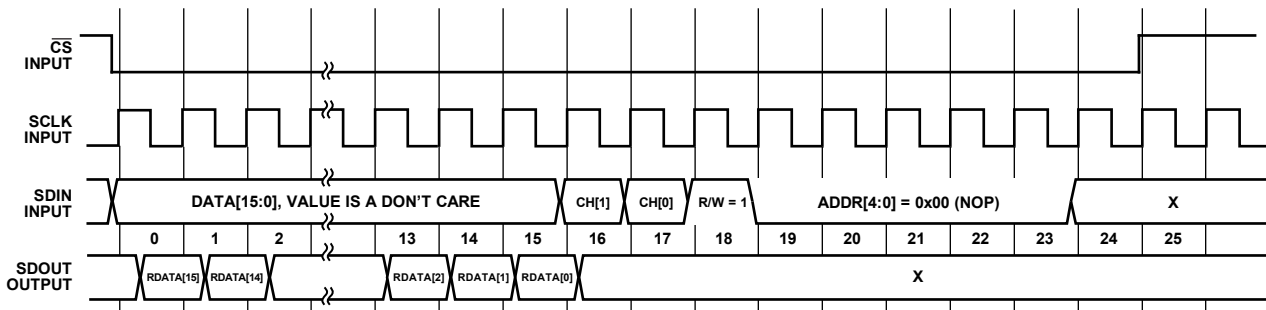 CS
INPUT
SCLK
INPUT
SDIN
INPUT
DATA[15:0], VALUE IS A DON'T CARE
CH[1]
CH[0]
R/W = 1
ADDR[4:0] = 0x00 (NOP)
X
0 1 2 13 14 15 16 17 18 19 20 21 22 23 24 25
SDOUT
OUTPUT
RDATA[15]
RDATA[14]
RDATA[2]
RDATA[1]
RDATA[0]
X